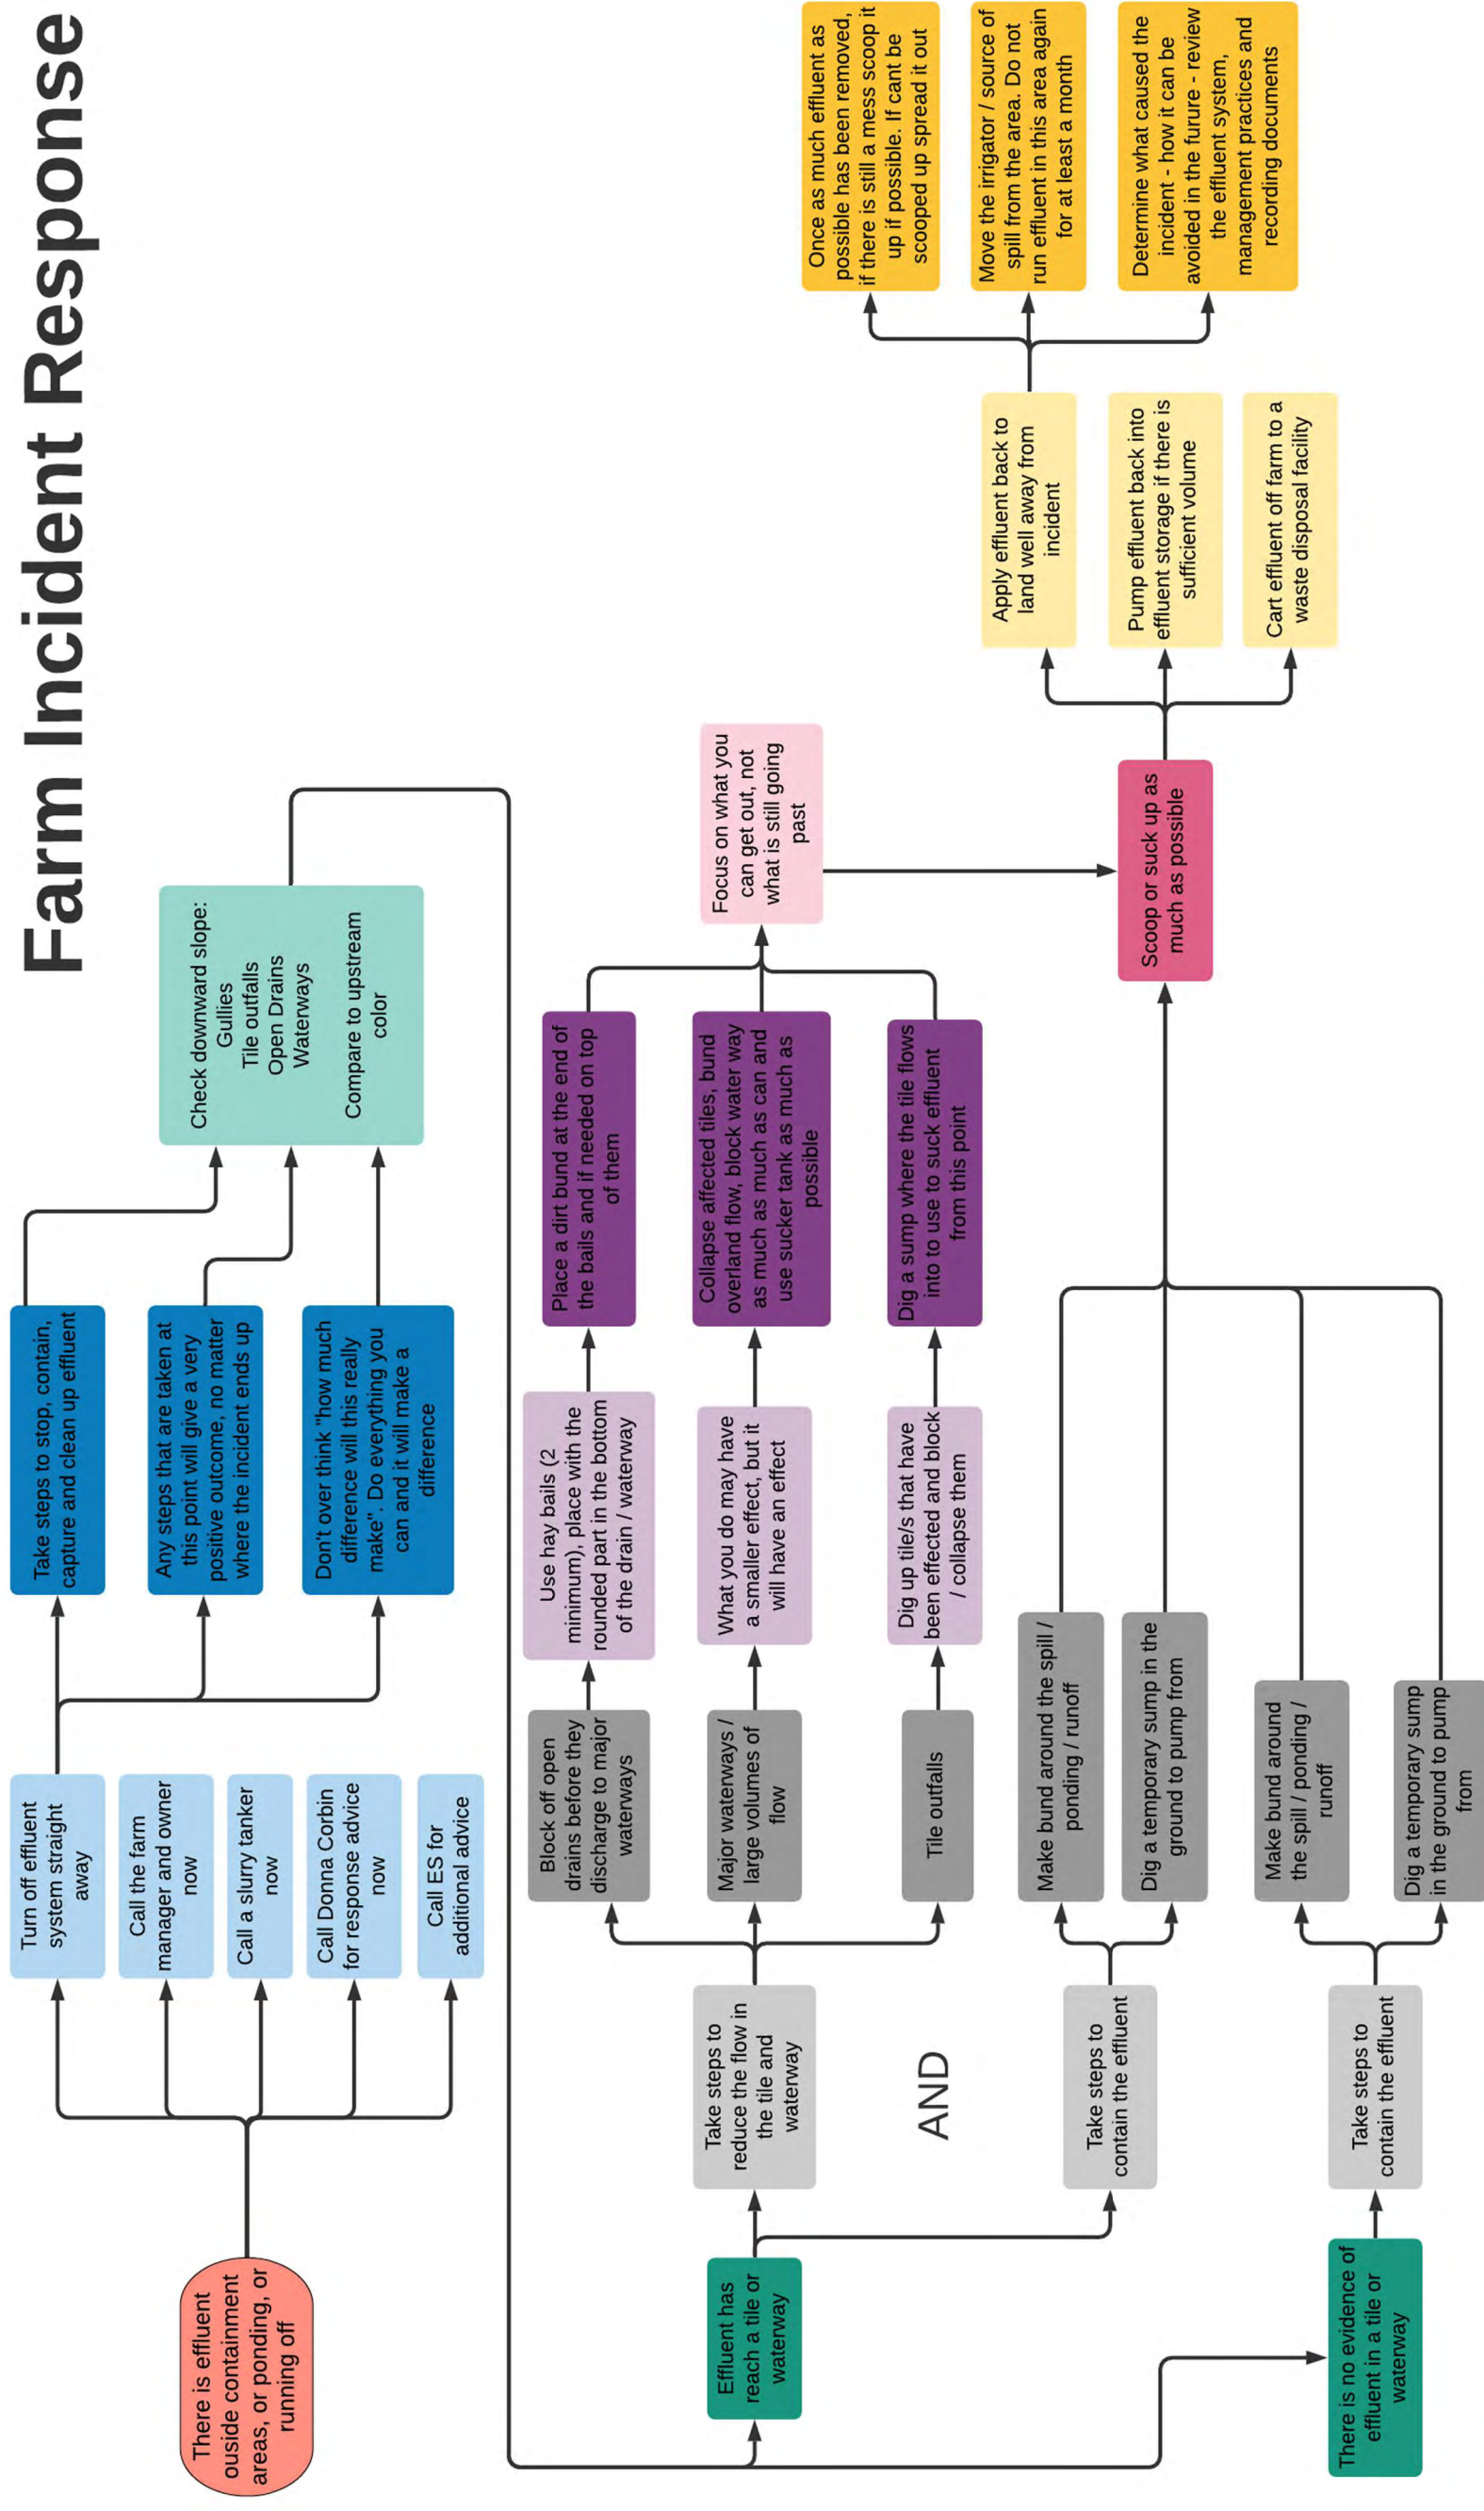 Farm Incident Response
There is effluent
ouside containment
areas, or ponding, or
running off
Turn off effluent
system straight
away
Call the farm
manager and owner
now
Call a slurry tanker
now
Call Donna Corbin
for response advice
now
Call ES for
additional advice
Take steps to stop, contain,
capture and clean up effluent
Any steps that are taken at
this point will give a very
positive outcome, no matter
where the incident ends up
Don't over think "how much
difference will this really
make". Do everything you
can and it will make a
difference
Check downward slope:
Gullies
Tile outfalls
Open Drains
Waterways
Compare to upstream
color
Effluent has
reach a tile or
waterway
Take steps to
reduce the flow in
the tile and
waterway
AND
Take steps to
contain the effluent
Block off open
drains before they
discharge to major
waterways
Major waterways /
large volumes of
flow
Tile outfalls
Use hay bails (2
minimum), place with the
rounded part in the bottom
of the drain / waterway
What you do may have
a smaller effect, but it
will have an effect
Dig up tile/s that have
been effected and block
/ collapse them
Place a dirt bund at the end of
the bails and if needed on top
of them
Collapse affected tiles, bund
overland flow, block water way
as much as much as can and
use sucker tank as much as
possible
Dig a sump where the tile flows
into to use to suck effluent
from this point
Focus on what you
can get out, not
what is still going
past
Make bund around the spill /
ponding / runoff
Dig a temporary sump in the
ground to pump from
There is no evidence of
effluent in a tile or
waterway
Take steps to
contain the effluent
Make bund around
the spill / ponding /
runoff
Dig a temporary sump
in the ground to pump
from
Scoop or suck up as
much as possible
Apply effluent back to
land well away from
incident
Pump effluent back into
effluent storage if there is
sufficient volume
Cart effluent off farm to a
waste disposal facility
Once as much effluent as
possible has been removed,
if there is still a mess scoop it
up if possible. If cant be
scooped up spread it out
Move the irrigator / source of
spill from the area. Do not
run effluent in this area again
for at least a month
Determine what caused the
incident - how it can be
avoided in the furure - review
the effluent system,
management practices and
recording documents